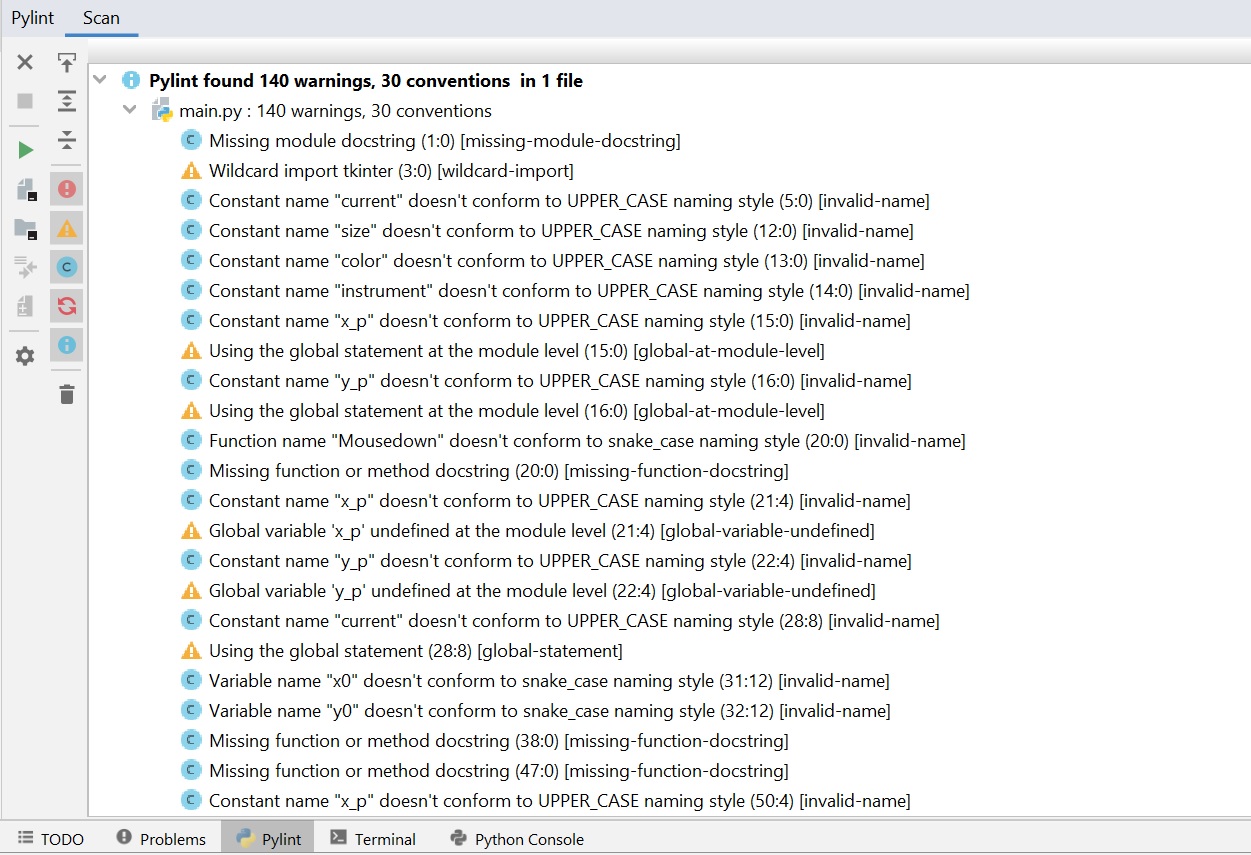 Pylint Scan
Pylint found 140 warnings, 30 conventions in 1 file
main.py : 140 warnings, 30 conventions
C Missing module docstring (1:0) [missing-module-docstring]
Wildcard import tkinter (3:0) [wildcard-import]
C Constant name "current" doesn't conform to UPPER_CASE naming style (5:0) [invalid-name]
C Constant name "size" doesn't conform to UPPER_CASE naming style (12:0) [invalid-name]
C Constant name "color" doesn't conform to UPPER_CASE naming style (13:0) [invalid-name]
C Constant name "instrument" doesn't conform to UPPER_CASE naming style (14:0) [invalid-name]
C Constant name "x_p" doesn't conform to UPPER_CASE naming style (15:0) [invalid-name]
Using the global statement at the module level (15:0) [global-at-module-level]
C Constant name "y_p" doesn't conform to UPPER_CASE naming style (16:0) [invalid-name]
Using the global statement at the module level (16:0) [global-at-module-level]
C Function name "Mousedown" doesn't conform to snake_case naming style (20:0) [invalid-name]
C Missing function or method docstring (20:0) [missing-function-docstring]
C Constant name "x_p" doesn't conform to UPPER_CASE naming style (21:4) [invalid-name]
Global variable 'x_p' undefined at the module level (21:4) [global-variable-undefined]
C Constant name "y_p" doesn't conform to UPPER_CASE naming style (22:4) [invalid-name]
Global variable 'y_p' undefined at the module level (22:4) [global-variable-undefined]
C Constant name "current" doesn't conform to UPPER_CASE naming style (28:8) [invalid-name]
Using the global statement (28:8) [global-statement]
C Variable name "x0" doesn't conform to snake_case naming style (31:12) [invalid-name]
C Variable name "y0" doesn't conform to snake_case naming style (32:12) [invalid-name]
C Missing function or method docstring (38:0) [missing-function-docstring]
C Missing function or method docstring (47:0) [missing-function-docstring]
C Constant name "x_p" doesn't conform to UPPER_CASE naming style (50:4) [invalid-name]
TODO Problems Pylint Terminal Python Console